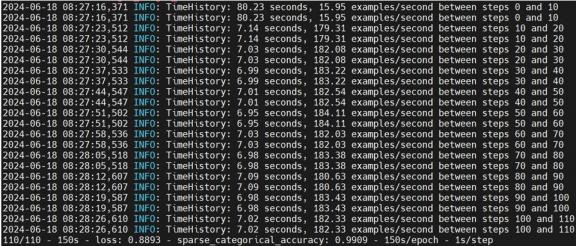 2024-06-18 08:27:16,371 INFO: TimeHistory: 80.23 seconds, 15.95 examples/second between steps 0 and 10
2024-06-18 08:27:16,371 INFO: TimeHistory: 80.23 seconds, 15.95 examples/second between steps 0 and 10
2024-06-18 08:27:23,512 INFO: TimeHistory: 7.14 seconds, 179.31 examples/second between steps 10 and 20
2024-06-18 08:27:23,512 INFO: TimeHistory: 7.14 seconds, 179.31 examples/second between steps 10 and 20
2024-06-18 08:27:30,544 INFO: TimeHistory: 7.03 seconds, 182.08 examples/second between steps 20 and 30
2024-06-18 08:27:30,544 INFO: TimeHistory: 7.03 seconds, 182.08 examples/second between steps 20 and 30
2024-06-18 08:27:37,533 INFO: TimeHistory: 6.99 seconds, 183.22 examples/second between steps 30 and 40
2024-06-18 08:27:37,533 INFO: TimeHistory: 6.99 seconds, 183.22 examples/second between steps 30 and 40
2024-06-18 08:27:44,547 INFO: TimeHistory: 7.01 seconds, 182.54 examples/second between steps 40 and 50
2024-06-18 08:27:44,547 INFO: TimeHistory: 7.01 seconds, 182.54 examples/second between steps 40 and 50
2024-06-18 08:27:51,502 INFO: TimeHistory: 6.95 seconds, 184.11 examples/second between steps 50 and 60
2024-06-18 08:27:51,502 INFO: TimeHistory: 6.95 seconds, 184.11 examples/second between steps 50 and 60
2024-06-18 08:27:58,536 INFO: TimeHistory: 7.03 seconds, 182.03 examples/second between steps 60 and 70
2024-06-18 08:27:58,536 INFO: TimeHistory: 7.03 seconds, 182.03 examples/second between steps 60 and 70
2024-06-18 08:28:05,518 INFO: TimeHistory: 6.98 seconds, 183.38 examples/second between steps 70 and 80
2024-06-18 08:28:05,518 INFO: TimeHistory: 6.98 seconds, 183.38 examples/second between steps 70 and 80
2024-06-18 08:28:12,607 INFO: TimeHistory: 7.09 seconds, 180.63 examples/second between steps 80 and 90
2024-06-18 08:28:12,607 INFO: TimeHistory: 7.09 seconds, 180.63 examples/second between steps 80 and 90
2024-06-18 08:28:19,587 INFO: TimeHistory: 6.98 seconds, 183.43 examples/second between steps 90 and 100
2024-06-18 08:28:19,587 INFO: TimeHistory: 6.98 seconds, 183.43 examples/second between steps 90 and 100
2024-06-18 08:28:26,610 INFO: TimeHistory: 7.02 seconds, 182.33 examples/second between steps 100 and 110
2024-06-18 08:28:26,610 INFO: TimeHistory: 7.02 seconds, 182.33 examples/second between steps 100 and 110
110/110 - 150s - loss: 0.8893 - sparse_categorical_accuracy: 0.9909 - 150s/epoch - 1s/step